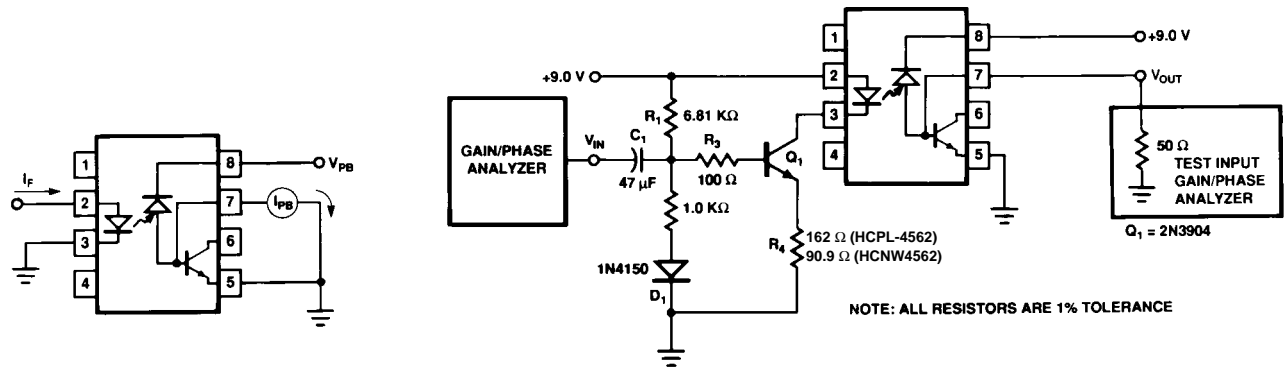 1
2
3
4
8
7
6
5
I_F
I_PB
V_PB
GAIN/PHASE
ANALYZER
V_IN
+9.0 V
C_1
47 µF
R_1
6.81 KΩ
R_3
100 Ω
1.0 KΩ
1N4150
D_1
Q_1
R_4
162 Ω (HCPL-4562)
90.9 Ω (HCNW4562)
1
2
3
4
8
7
6
5
+9.0 V
V_OUT
50 Ω
TEST INPUT
GAIN/PHASE
ANALYZER
Q_1 = 2N3904
NOTE: ALL RESISTORS ARE 1% TOLERANCE